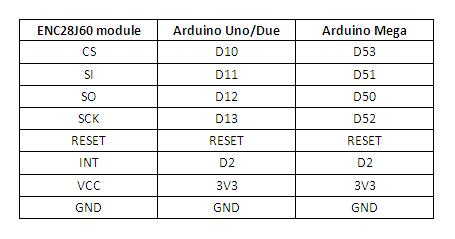 ENC28J60 module Arduino Uno/Due Arduino Mega
CS D10 D53
SI D11 D51
SO D12 D50
SCK D13 D52
RESET RESET RESET
INT D2 D2
VCC 3V3 3V3
GND GND GND